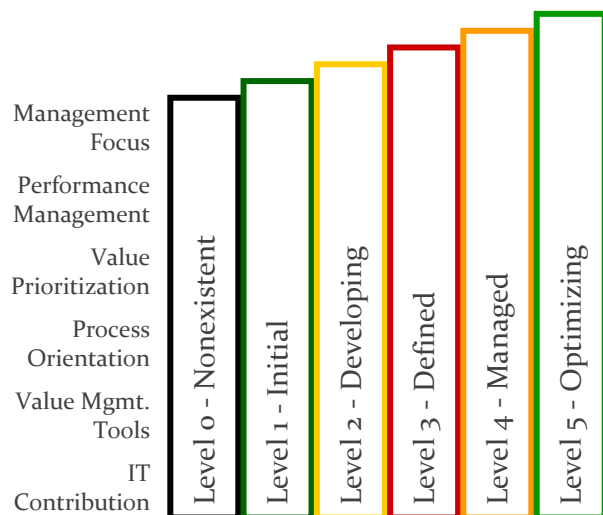 Management
Focus
Performance
Management
Value
Prioritization
Process
Orientation
Value Mgmt.
Tools
IT
Contribution
Level 0 - Nonexistent
Level 1 - Initial
Level 2 - Developing
Level 3 - Defined
Level 4 - Managed
Level 5 - Optimizing